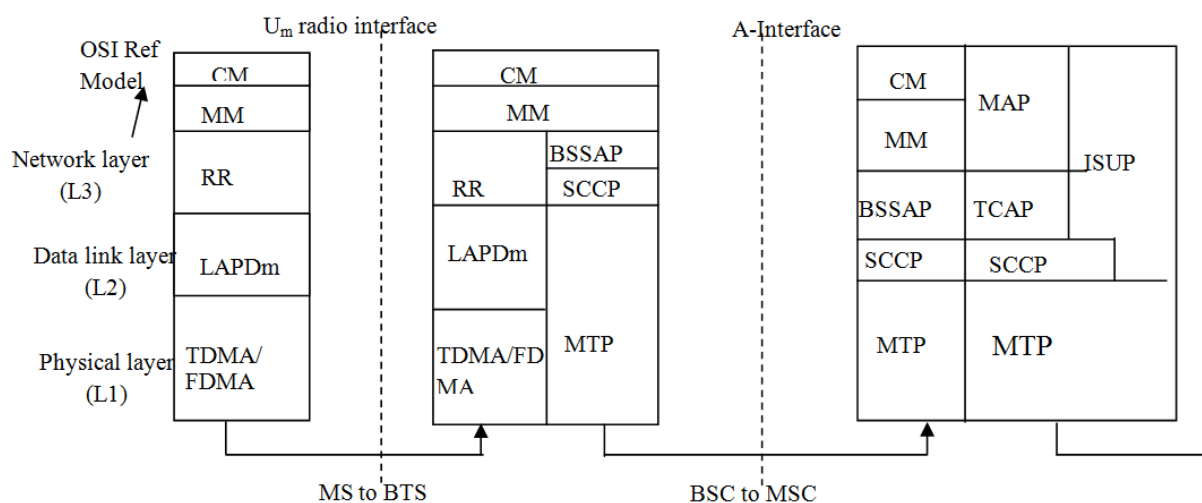 Um radio interface
A-Interface
OSI Ref
Model
Network layer
(L3)
Data link layer
(L2)
Physical layer
(L1)
CM
MM
RR
LAPDm
TDMA/
FDMA
CM
MM
BSSAP
SCCP
RR
LAPDm
TDMA/FD
MA
MTP
CM
MM
BSSAP
SCCP
MTP
MAP
TCAP
SCCP
MTP
ISUP
MS to BTS
BSC to MSC